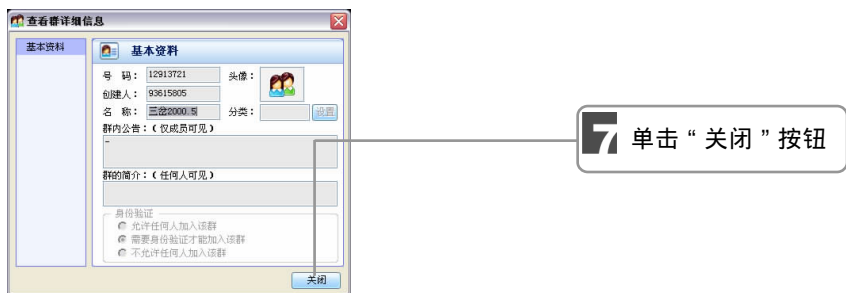 查看群详细信息
基本资料
基本资料
号 码： 12913721 头像：
创建人： 93615805
名 称： 三岔2000.5 分类： 设置
群内公告：（仅成员可见）
-
群的简介：（任何人可见）
身份验证
允许任何人加入该群
需要身份验证才能加入该群
不允许任何人加入该群
关闭
7 单击“关闭”按钮